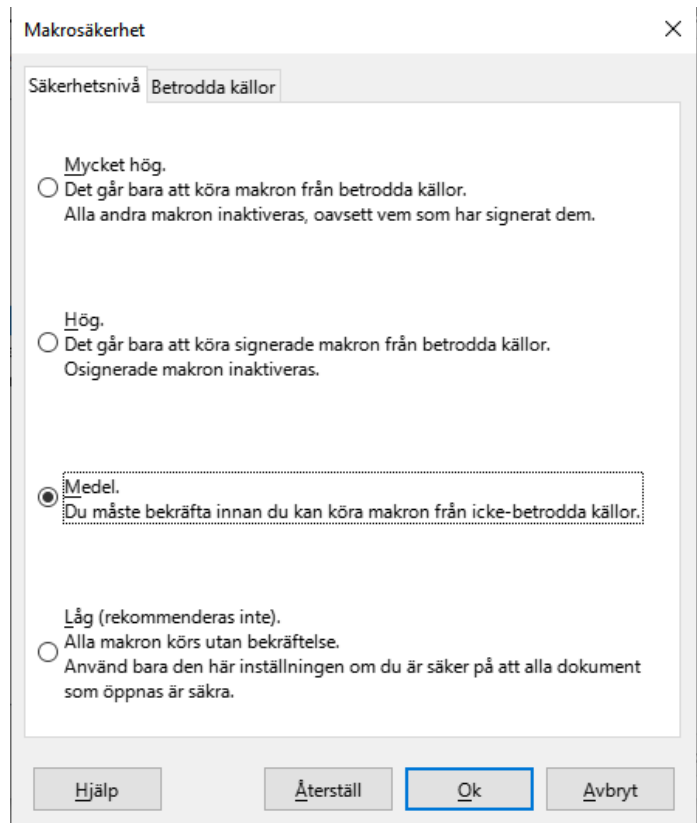 Makrosäkerhet
Säkerhetsnivå
Betrodda källor
Mycket hög.
Det går bara att köra makron från betrodda källor.
Alla andra makron inaktiveras, oavsett vem som har signerat dem.
Hög.
Det går bara att köra signerade makron från betrodda källor.
Osignerade makron inaktiveras.
Medel.
Du måste bekräfta innan du kan köra makron från icke-betrodda källor.
Låg (rekommenderas inte).
Alla makron körs utan bekräftelse.
Använd bara den här inställningen om du är säker på att alla dokument
som öppnas är säkra.
Hjälp
Återställ
Ok
Avbryt